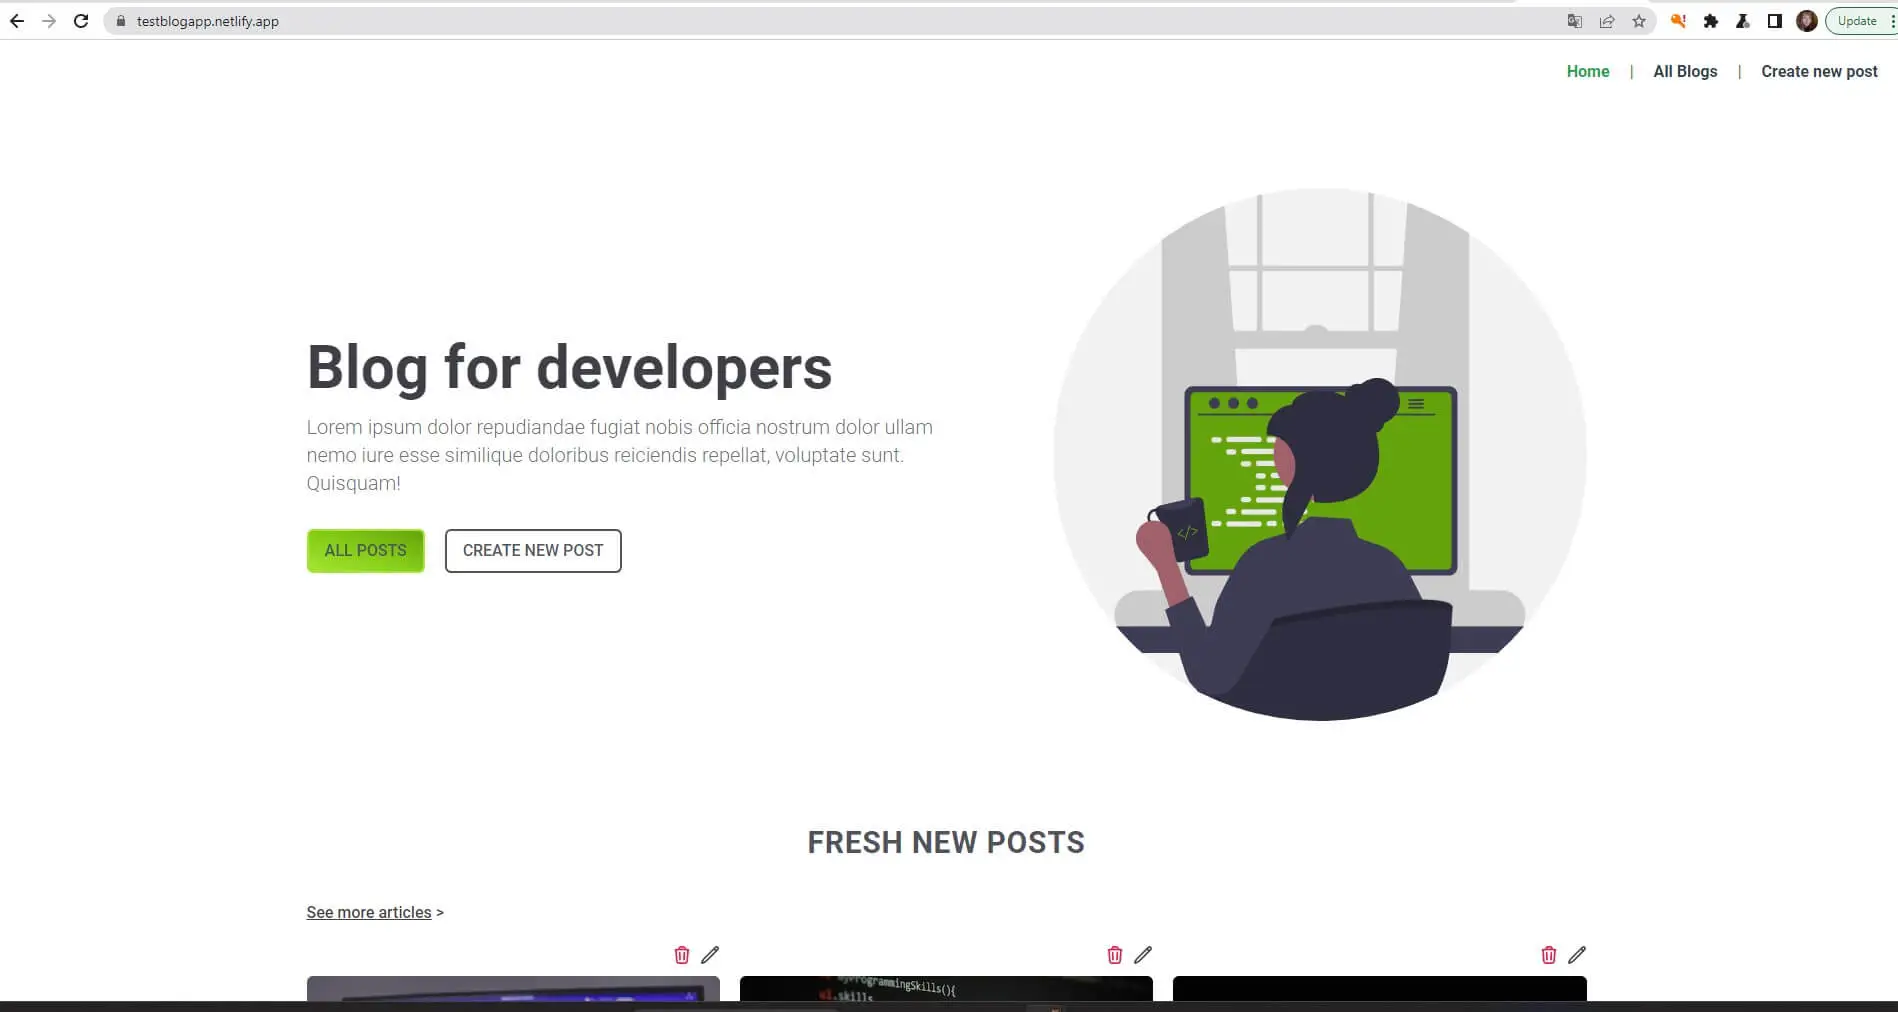 testblogapp.netlify.app
Update
Home | All Blogs | Create new post
Blog for developers
Lorem ipsum dolor repudiandae fugiat nobis officia nostrum dolor ullam
nemo iure esse similique doloribus reiciendis repellat, voluptate sunt.
Quisquam!
ALL POSTS
CREATE NEW POST
</>
FRESH NEW POSTS
See more articles >
ProgrammingSkills(){
.skills